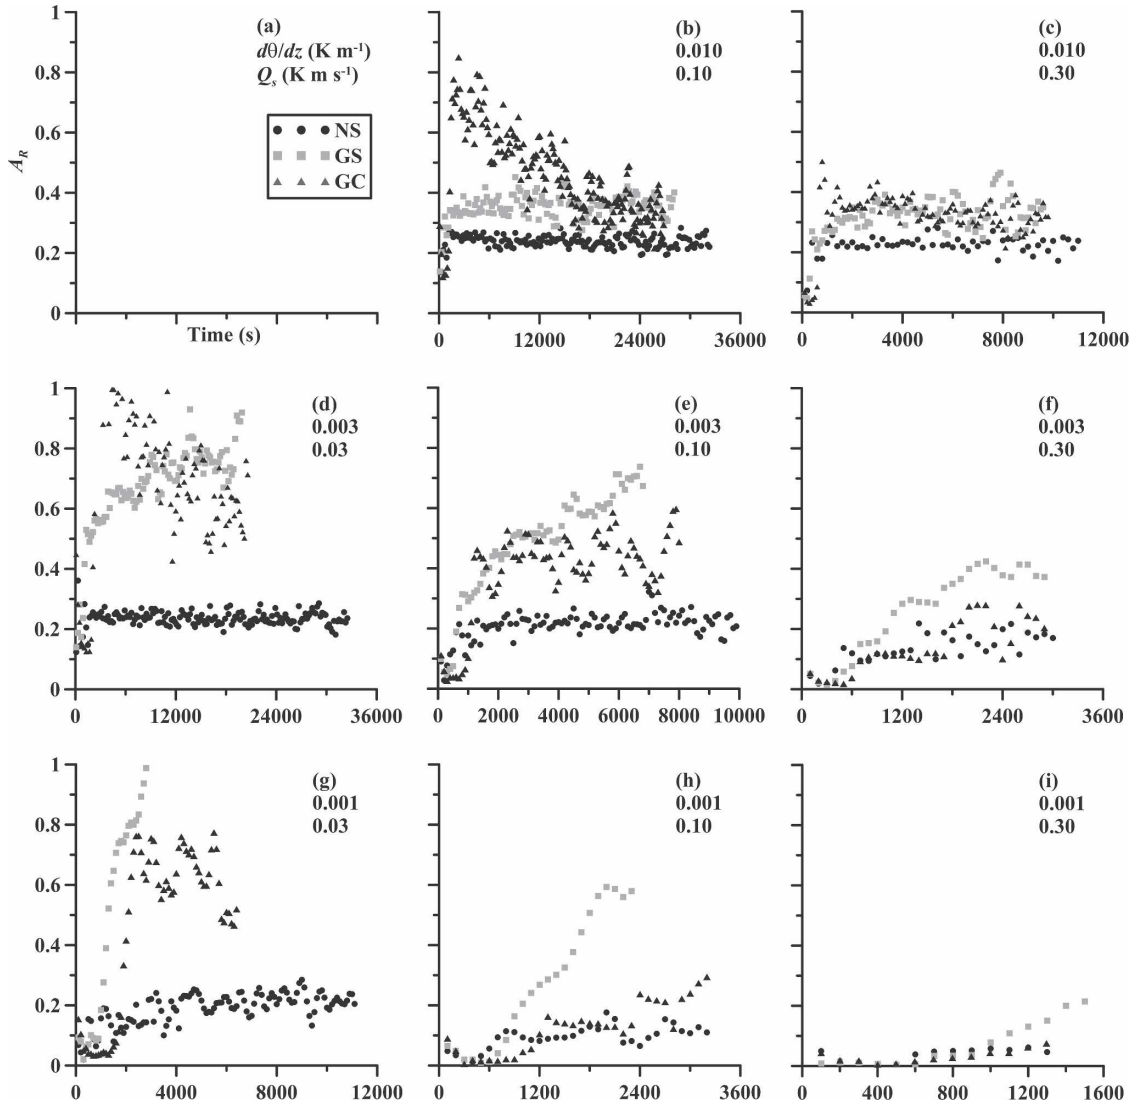 (a)
dθ/dz (K m⁻¹)
Qₛ (K m s⁻¹)
NS
GS
GC
A_R
1
0.8
0.6
0.4
0.2
0
Time (s)
(b)
0.010
0.10
0 12000 24000 36000
(c)
0.010
0.30
0 4000 8000 12000
1
0.8
0.6
0.4
0.2
0
(d)
0.003
0.03
0 12000 24000 36000
(e)
0.003
0.10
0 2000 4000 6000 8000 10000
(f)
0.003
0.30
0 1200 2400 3600
1
0.8
0.6
0.4
0.2
0
(g)
0.001
0.03
0 4000 8000 12000
(h)
0.001
0.10
0 1200 2400 3600
(i)
0.001
0.30
0 400 800 1200 1600